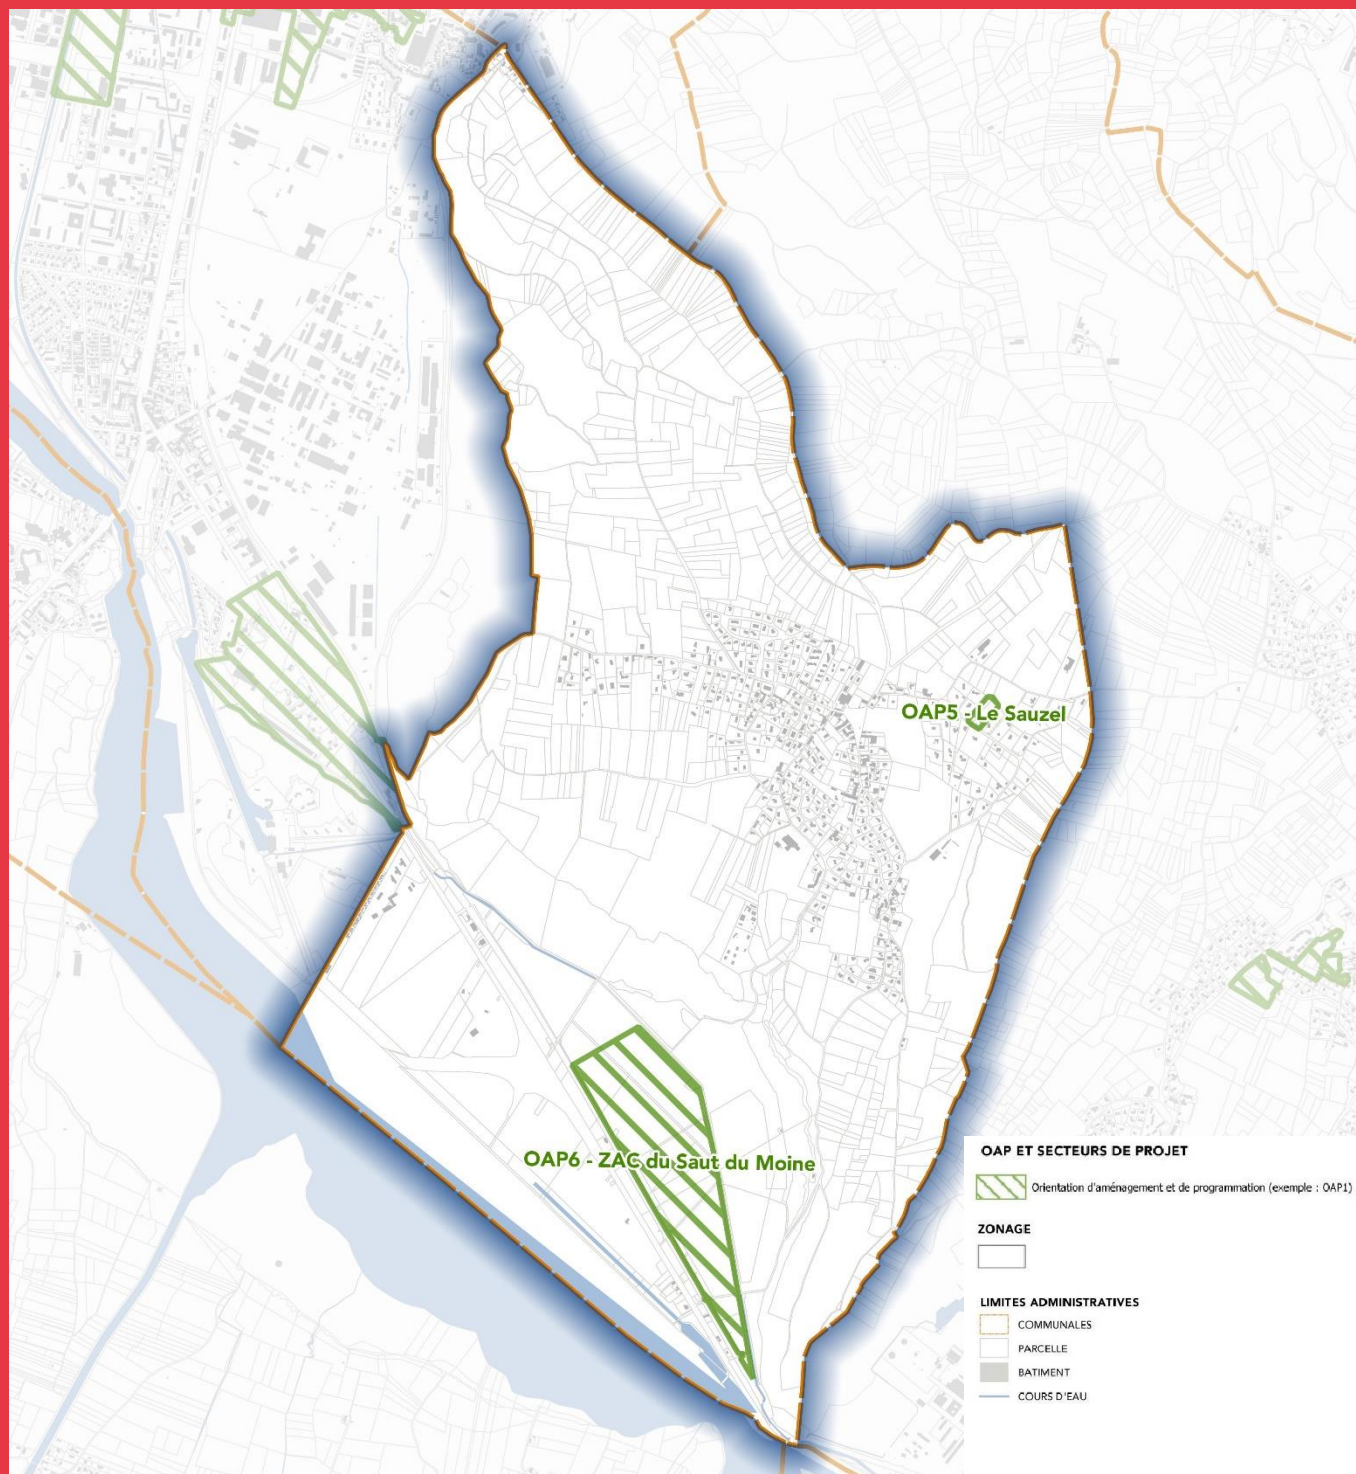 OAP5 - Le Sauzel
OAP6 - ZAC du Saut du Moine
OAP ET SECTEURS DE PROJET
Orientation d'aménagement et de programmation (exemple : OAP1)
ZONAGE
LIMITES ADMINISTRATIVES
COMMUNALES
PARCELLE
BATIMENT
COURS D'EAU